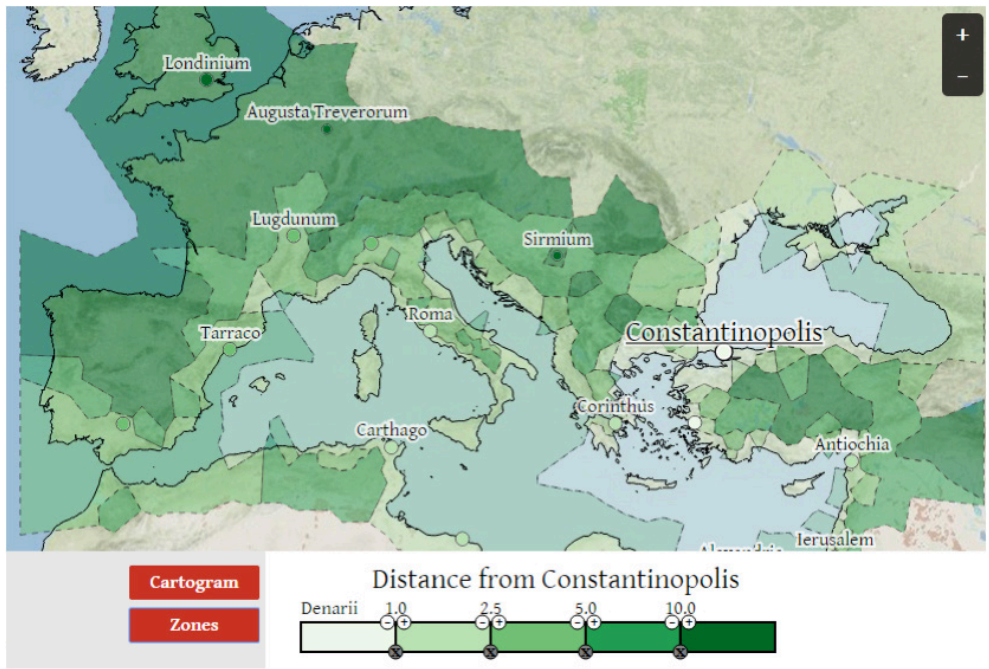 +
−
Londinium
Augusta Treverorum
Lugdunum
Sirmium
Roma
Tarraco
Constantinopolis
Corinthus
Carthago
Antiochia
Ierusalem
Cartogram
Zones
Distance from Constantinopolis
Denarii 1.0 2.5 5.0 10.0
− + − + − + − +
X X X X